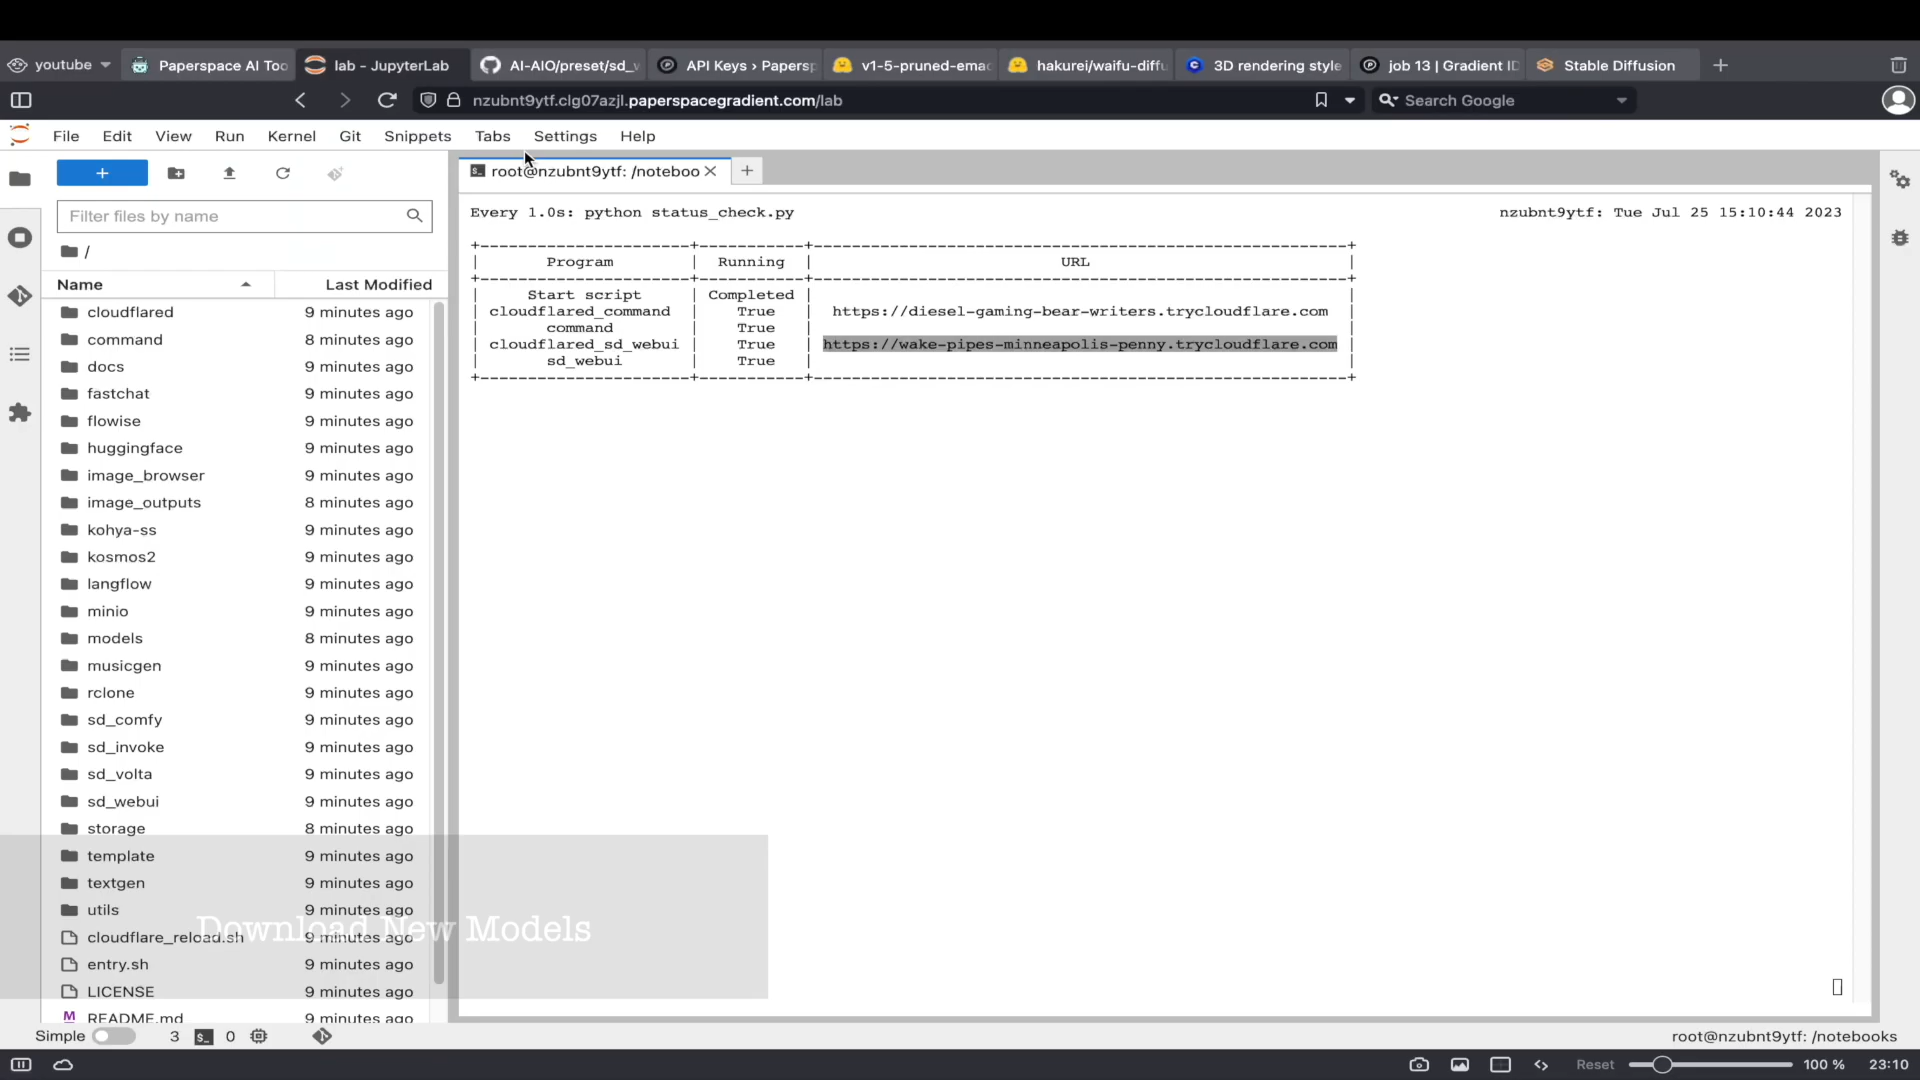 youtube
Paperspace AI Too
lab - JupyterLab
AI-AIO/preset/sd_v
API Keys › Papersp
v1-5-pruned-emac
hakurei/waifu-diffu
3D rendering style
job 13 | Gradient ID
Stable Diffusion
nzubnt9ytf.clg07azjl.paperspacegradient.com/lab
Search Google
File Edit View Run Kernel Git Snippets Tabs Settings Help
root@nzubnt9ytf: /noteboo
Filter files by name
/
Name Last Modified
cloudflared 9 minutes ago
command 8 minutes ago
docs 9 minutes ago
fastchat 9 minutes ago
flowise 9 minutes ago
huggingface 9 minutes ago
image_browser 9 minutes ago
image_outputs 8 minutes ago
kohya-ss 9 minutes ago
kosmos2 9 minutes ago
langflow 9 minutes ago
minio 9 minutes ago
models 8 minutes ago
musicgen 9 minutes ago
rclone 9 minutes ago
sd_comfy 9 minutes ago
sd_invoke 9 minutes ago
sd_volta 9 minutes ago
sd_webui 9 minutes ago
storage 8 minutes ago
template 9 minutes ago
textgen 9 minutes ago
utils 9 minutes ago
cloudflare_reload.sh 9 minutes ago
entry.sh 9 minutes ago
LICENSE 9 minutes ago
README.md 9 minutes ago
Every 1.0s: python status_check.py nzubnt9ytf: Tue Jul 25 15:10:44 2023
Program | Running | URL
Start script | Completed |
cloudflared_command | True | https://diesel-gaming-bear-writers.trycloudflare.com
command | True |
cloudflared_sd_webui | True | https://wake-pipes-minneapolis-penny.trycloudflare.com
sd_webui | True |
Download New Models
Simple 3 0 root@nzubnt9ytf: /notebooks
Reset 100 % 23:10